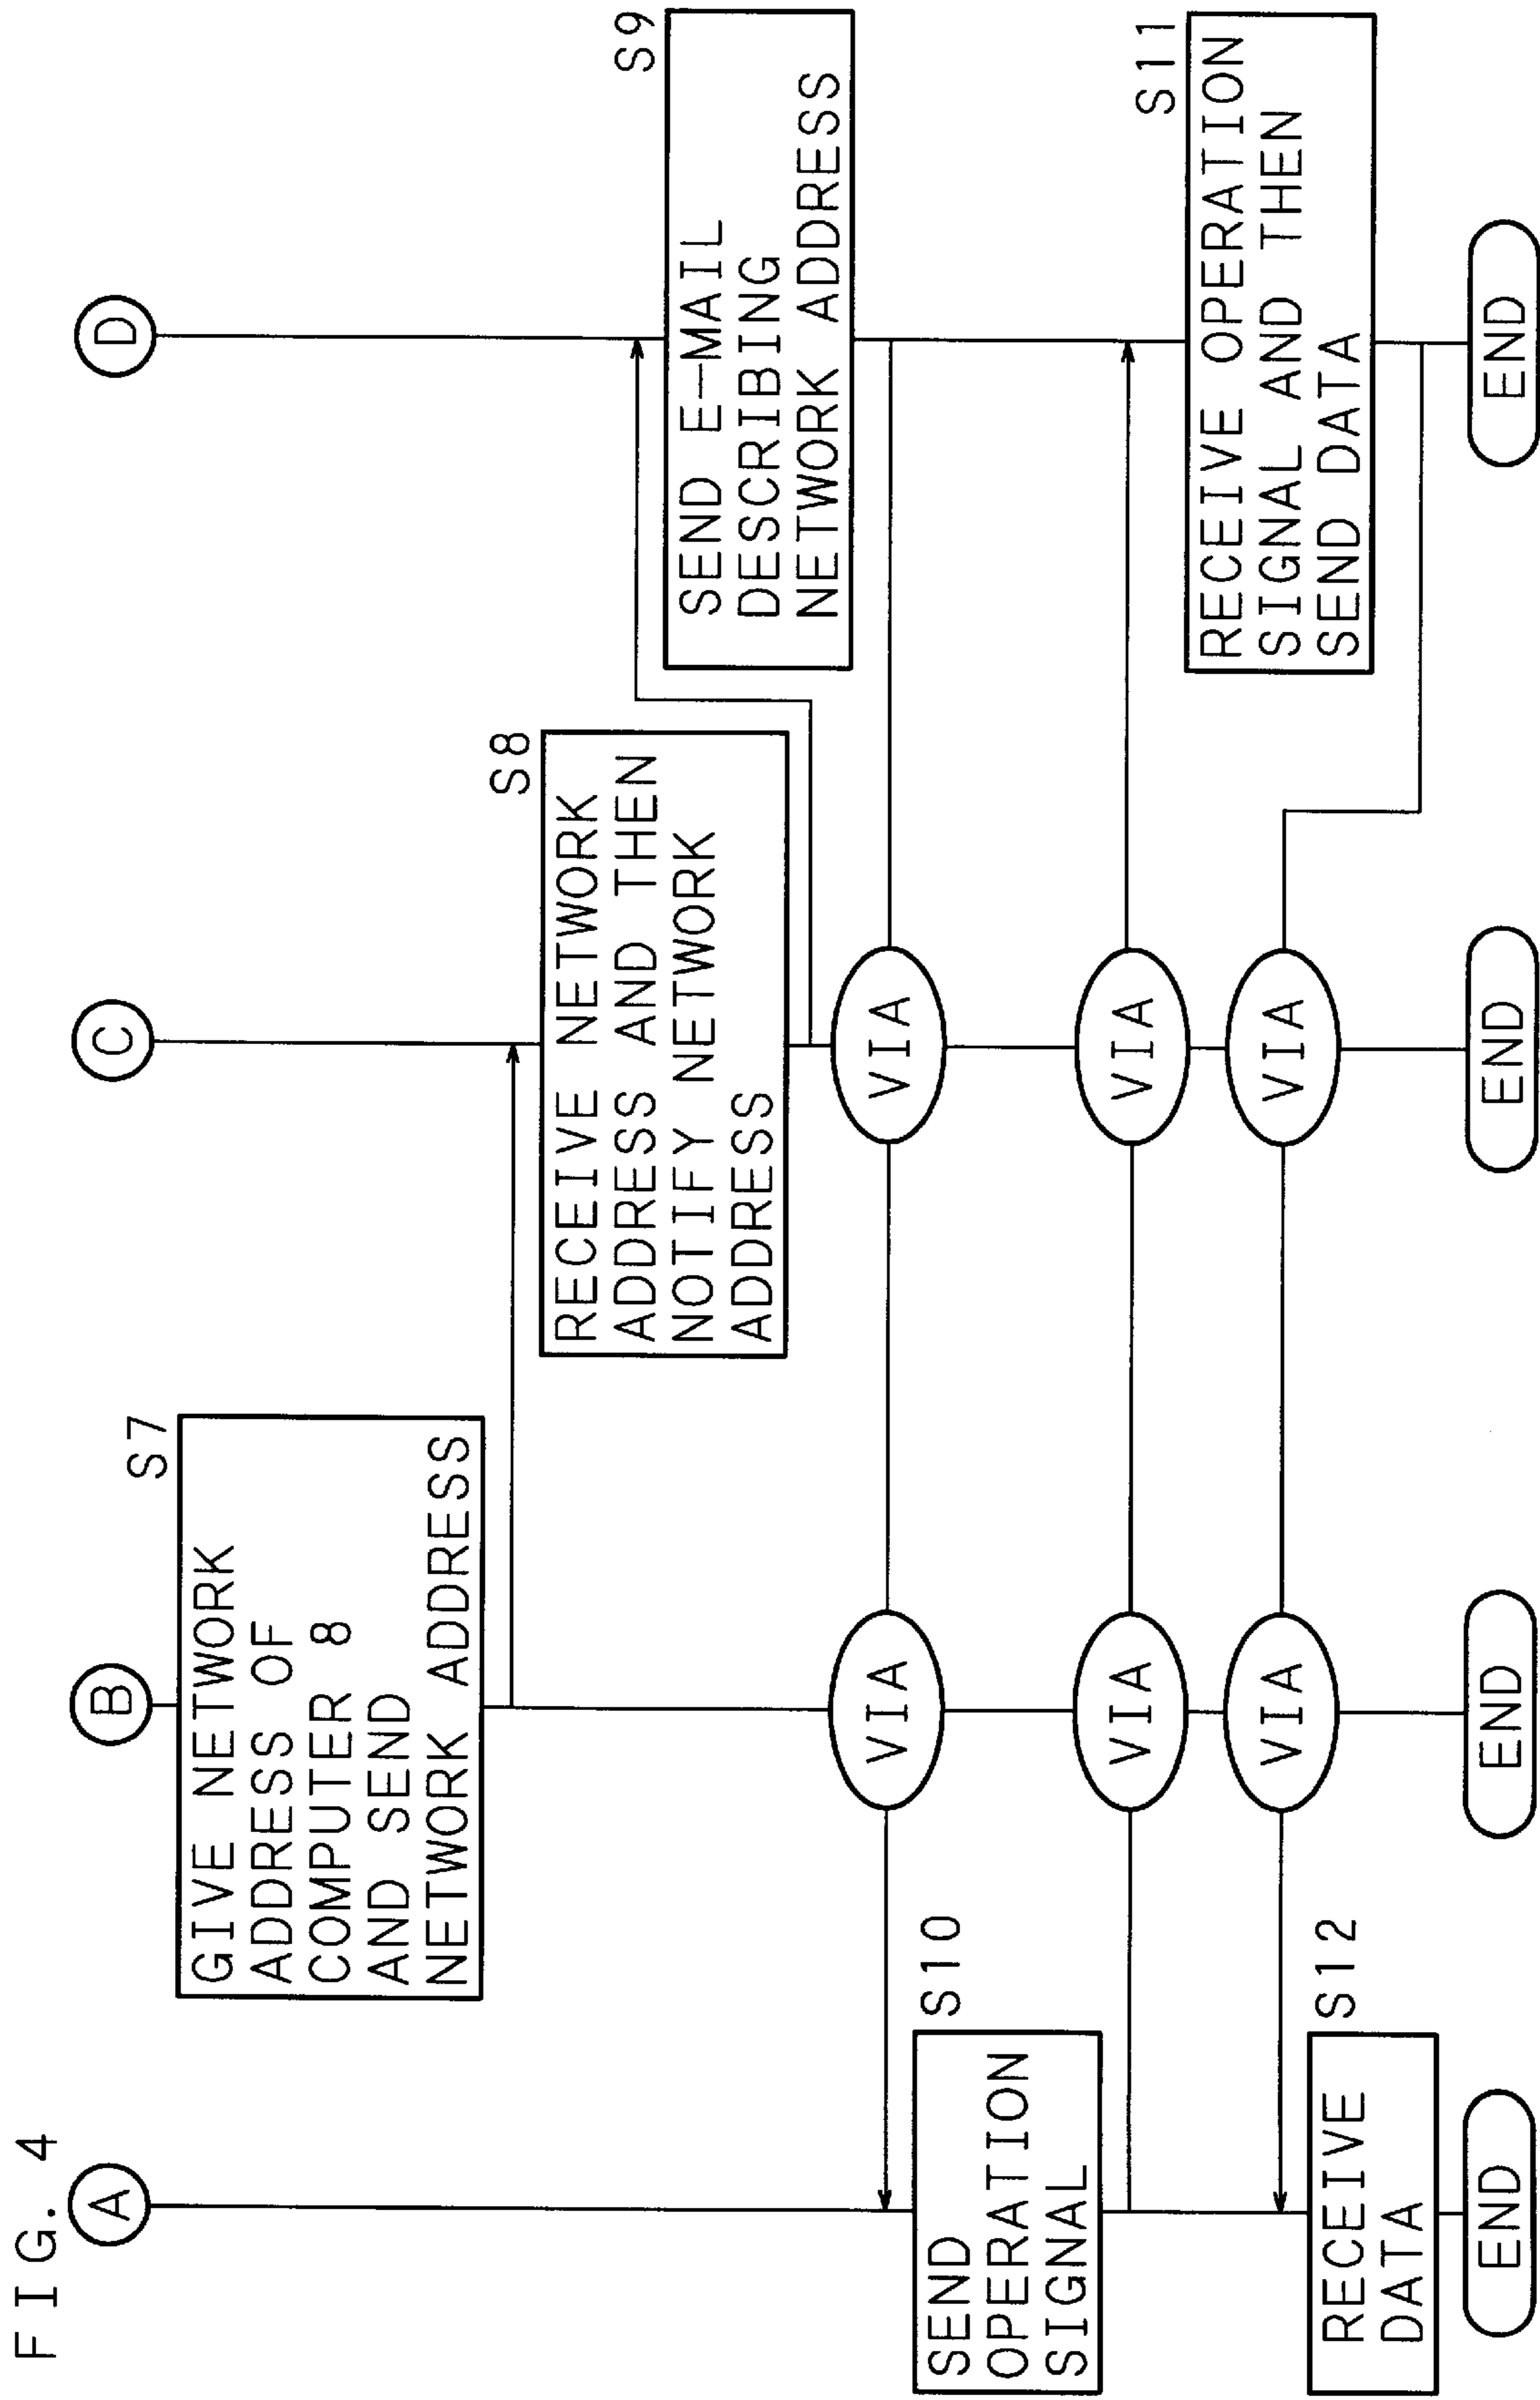 FIG. 4
A
B
C
D
S7
GIVE NETWORK
ADDRESS OF
COMPUTER 8
AND SEND
NETWORK ADDRESS
S8
RECEIVE NETWORK
ADDRESS AND THEN
NOTIFY NETWORK
ADDRESS
S9
SEND E-MAIL
DESCRIBING
NETWORK ADDRESS
VIA
VIA
S10
SEND
OPERATION
SIGNAL
VIA
VIA
S11
RECEIVE OPERATION
SIGNAL AND THEN
SEND DATA
VIA
VIA
S12
RECEIVE
DATA
END
END
END
END